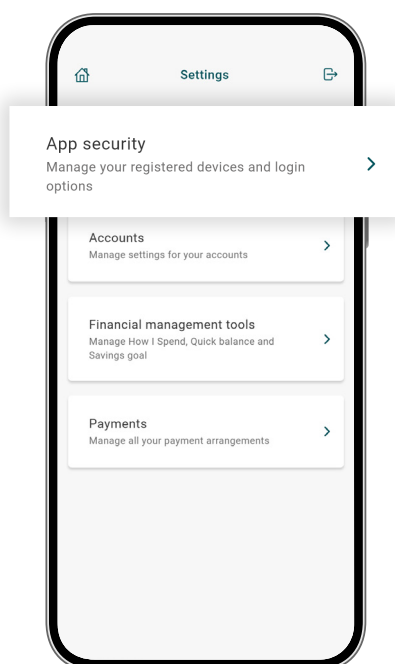 Settings
App security
Manage your registered devices and login
options
Accounts
Manage settings for your accounts
Financial management tools
Manage How I Spend, Quick balance and
Savings goal
Payments
Manage all your payment arrangements